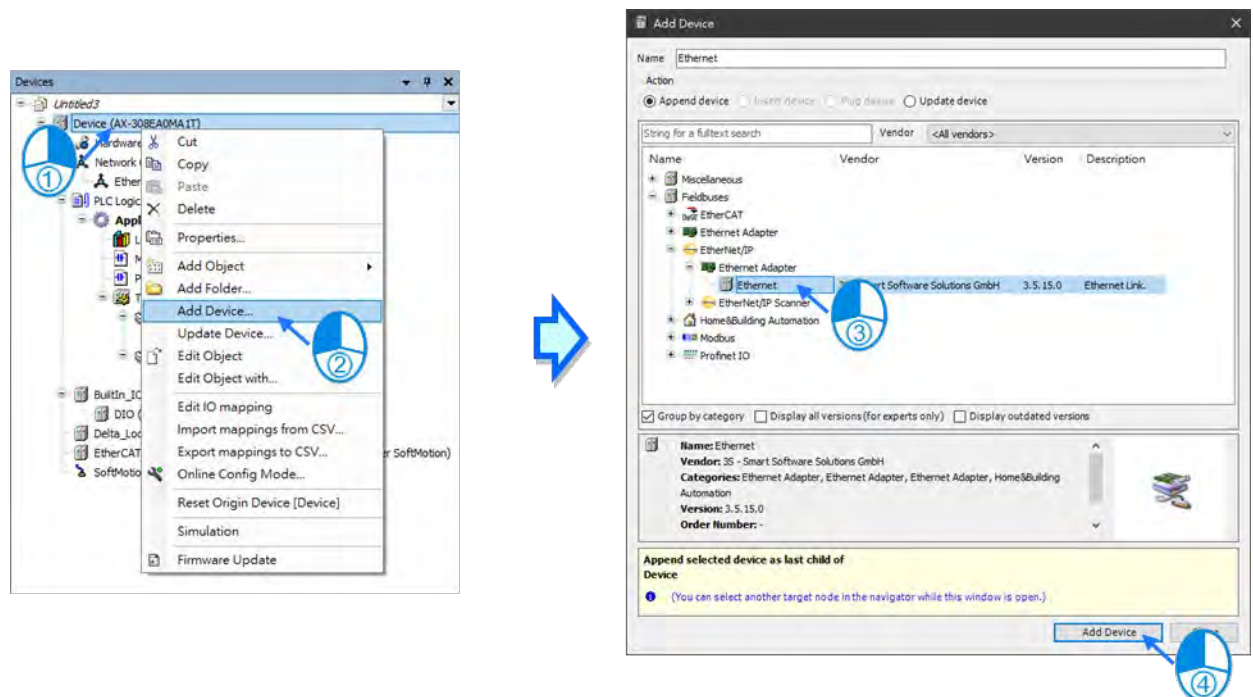 Devices
Untitled3
Device (AX-308EA0MA1T)
Hardware
Network
Ether
PLC Logic
Appl
BuiltIn_IO
DIO (
Delta_Loc
EtherCAT
r SoftMotion)
SoftMotio
Cut
Copy
Paste
Delete
Properties...
Add Object
Add Folder...
Add Device...
Update Device...
Edit Object
Edit Object with...
Edit IO mapping
Import mappings from CSV...
Export mappings to CSV...
Online Config Mode...
Reset Origin Device [Device]
Simulation
Firmware Update
1
2
Add Device
Name Ethernet
Action
Append device Insert device Plug device Update device
String for a fulltext search Vendor <All vendors>
Name Vendor Version Description
Miscellaneous
Fieldbuses
EtherCAT
Ethernet Adapter
EtherNet/IP
Ethernet Adapter
Ethernet Software Solutions GmbH 3.5.15.0 Ethernet Link.
EtherNet/IP Scanner
Home&Building Automation
Modbus
Profinet IO
3
Group by category Display all versions (for experts only) Display outdated versions
Name: Ethernet
Vendor: 3S - Smart Software Solutions GmbH
Categories: Ethernet Adapter, Ethernet Adapter, Ethernet Adapter, Home&Building
Automation
Version: 3.5.15.0
Order Number: -
Append selected device as last child of
Device
(You can select another target node in the navigator while this window is open.)
Add Device
4